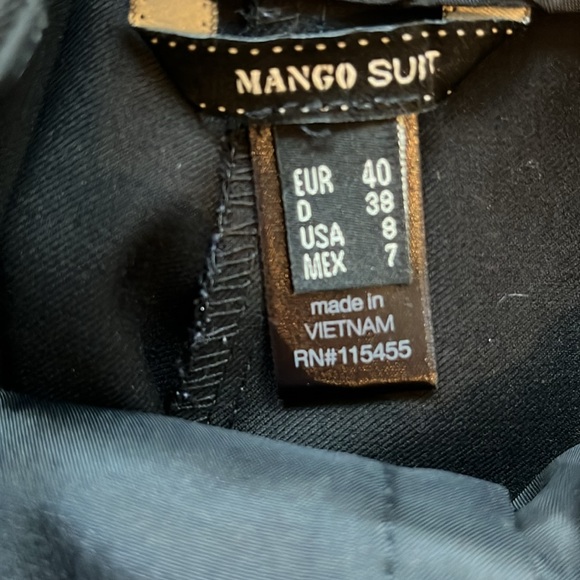 MANGO SUIT
EUR 40
D 38
USA 8
MEX 7
made in
VIETNAM
RN#115455